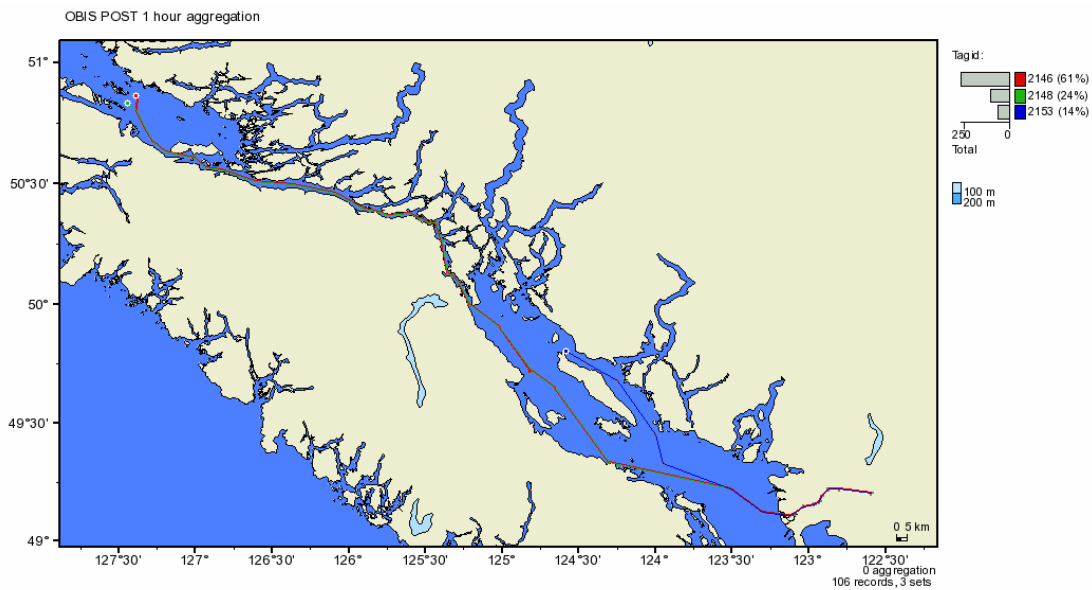 OBIS POST 1 hour aggregation
Tag id:
2146 (61%)
2148 (24%)
2153 (14%)
250 0
Total
100 m
200 m
51°
50°30'
50°
49°30'
49°
0 5 km
127°30' 127° 126°30' 126° 125°30' 125° 124°30' 124° 123°30' 123° 122°30'
0 aggregation
106 records, 3 sets